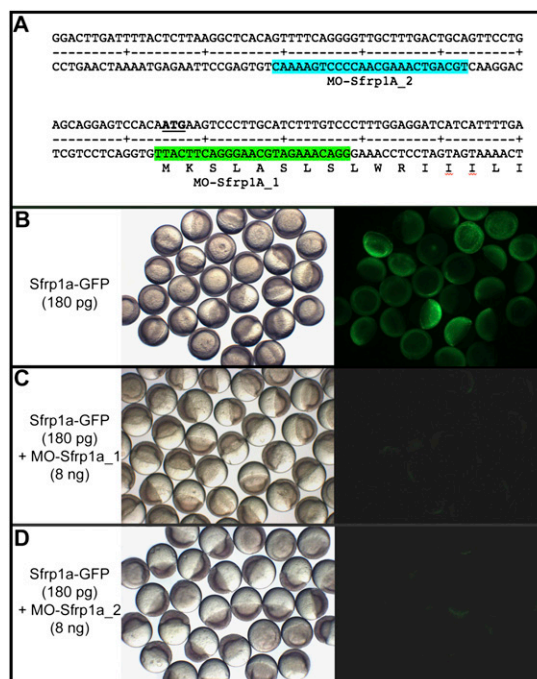 A
GGACTTGATTTTACTCTTAAGGCTCACAGTTTTCAGGGGTTGCTTTGACTGCAGTTCCTG
---------+---------+---------+---------+---------+---------+
CCTGAACTAAAATGAGAATTCCGAGTGTCAAAAGTCCCCAACGAAACTGACGTCAAGGAC
MO-Sfrp1A_2
AGCAGGAGTCCACAATGAAGTCCCTTGCATCTTTGTCCCTTTGGAGGATCATCATTTTGA
---------+---------+---------+---------+---------+---------+
TCGTCCTCAGGTGTTACTTCAGGGAACGTAGAAACAGGGAAACCTCCTAGTAGTAAAACT
M K S L A S L S L W R I I I L I
MO-Sfrp1A_1
B
Sfrp1a-GFP
(180 pg)
C
Sfrp1a-GFP
(180 pg)
+ MO-Sfrp1a_1
(8 ng)
D
Sfrp1a-GFP
(180 pg)
+ MO-Sfrp1a_2
(8 ng)